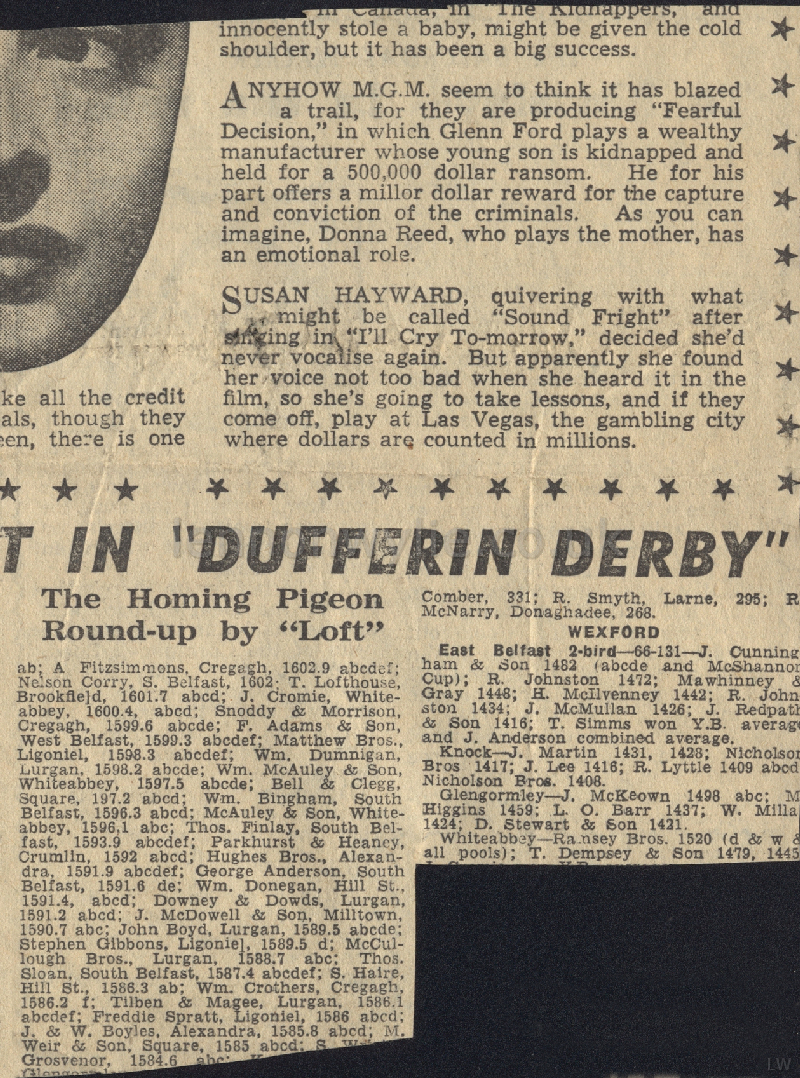 in Canada, in "The Kidnappers," and
innocently stole a baby, might be given the cold
shoulder, but it has been a big success.
ANYHOW M.G.M. seem to think it has blazed
a trail, for they are producing "Fearful
Decision," in which Glenn Ford plays a wealthy
manufacturer whose young son is kidnapped and
held for a 500,000 dollar ransom. He for his
part offers a millor dollar reward for the capture
and conviction of the criminals. As you can
imagine, Donna Reed, who plays the mother, has
an emotional role.
SUSAN HAYWARD, quivering with what
might be called "Sound Fright" after
singing in "I'll Cry To-morrow," decided she'd
never vocalise again. But apparently she found
her voice not too bad when she heard it in the
film, so she's going to take lessons, and if they
come off, play at Las Vegas, the gambling city
where dollars are counted in millions.
ke all the credit
als, though they
een, there is one
T IN "DUFFERIN DERBY"
The Homing Pigeon
Round-up by "Loft"
ab; A. Fitzsimmons, Cregagh, 1602.9 abcdef;
Nelson Corry, S. Belfast, 1602; T. Lofthouse,
Brookfield, 1601.7 abcd; J. Cromie, White-
abbey, 1600.4, abcd; Snoddy & Morrison,
Cregagh, 1599.6 abcde; F. Adams & Son,
West Belfast, 1599.3 abcdef; Matthew Bros.,
Ligoniel, 1598.3 abcdef; Wm. Dumnigan,
Lurgan, 1598.2 abcde; Wm. McAuley & Son,
Whiteabbey, 1597.5 abcde; Bell & Clegg,
Square, 197.2 abcd; Wm. Bingham, South
Belfast, 1596.3 abcd; McAuley & Son, White-
abbey, 1596,1 abc; Thos. Finlay, South Bel-
fast, 1593.9 abcdef; Parkhurst & Heaney,
Crumlin, 1592 abcd; Hughes Bros., Alexan-
dra, 1591.9 abcdef; George Anderson, South
Belfast, 1591.6 de; Wm. Donegan, Hill St.,
1591.4, abcd; Downey & Dowds, Lurgan,
1591.2 abcd; J. McDowell & Son, Milltown,
1590.7 abc; John Boyd, Lurgan, 1589.5 abcde;
Stephen Gibbons, Ligoniel, 1589.5 d; McCul-
lough Bros., Lurgan, 1588.7 abc; Thos.
Sloan, South Belfast, 1587.4 abcdef; S. Haire,
Hill St., 1586.3 ab; Wm. Crothers, Cregagh,
1586.2 f; Tilben & Magee, Lurgan, 1586.1
abcdef; Freddie Spratt, Ligoniel, 1586 abcd;
J. & W. Boyles, Alexandra, 1585.8 abcd; M.
Weir & Son, Square, 1585 abcd; S.
Grosvenor, 1584.6 abc;
Comber, 331; R. Smyth, Larne, 295; R
McNarry, Donaghadee, 268.
WEXFORD
East Belfast 2-bird—66-131—J. Cunning
ham & Son 1482 (abcde and McShannon
Cup); R. Johnston 1472; Mawhinney &
Gray 1448; H. McIlvenney 1442; R. John
ston 1434; J. McMullan 1426; J. Redpath
& Son 1416; T. Simms won Y.B. average
and J. Anderson combined average.
Knock—J. Martin 1431, 1428; Nicholson
Bros 1417; J. Lee 1416; R. Lyttle 1409 abcd
Nicholson Bros. 1408.
Glengormley—J. McKeown 1498 abc; M
Higgins 1459; L. O. Barr 1437; W. Milla
1424; D. Stewart & Son 1421.
Whiteabbey—Ramsey Bros. 1520 (d & w &
all pools); T. Dempsey & Son 1479, 1445
LW